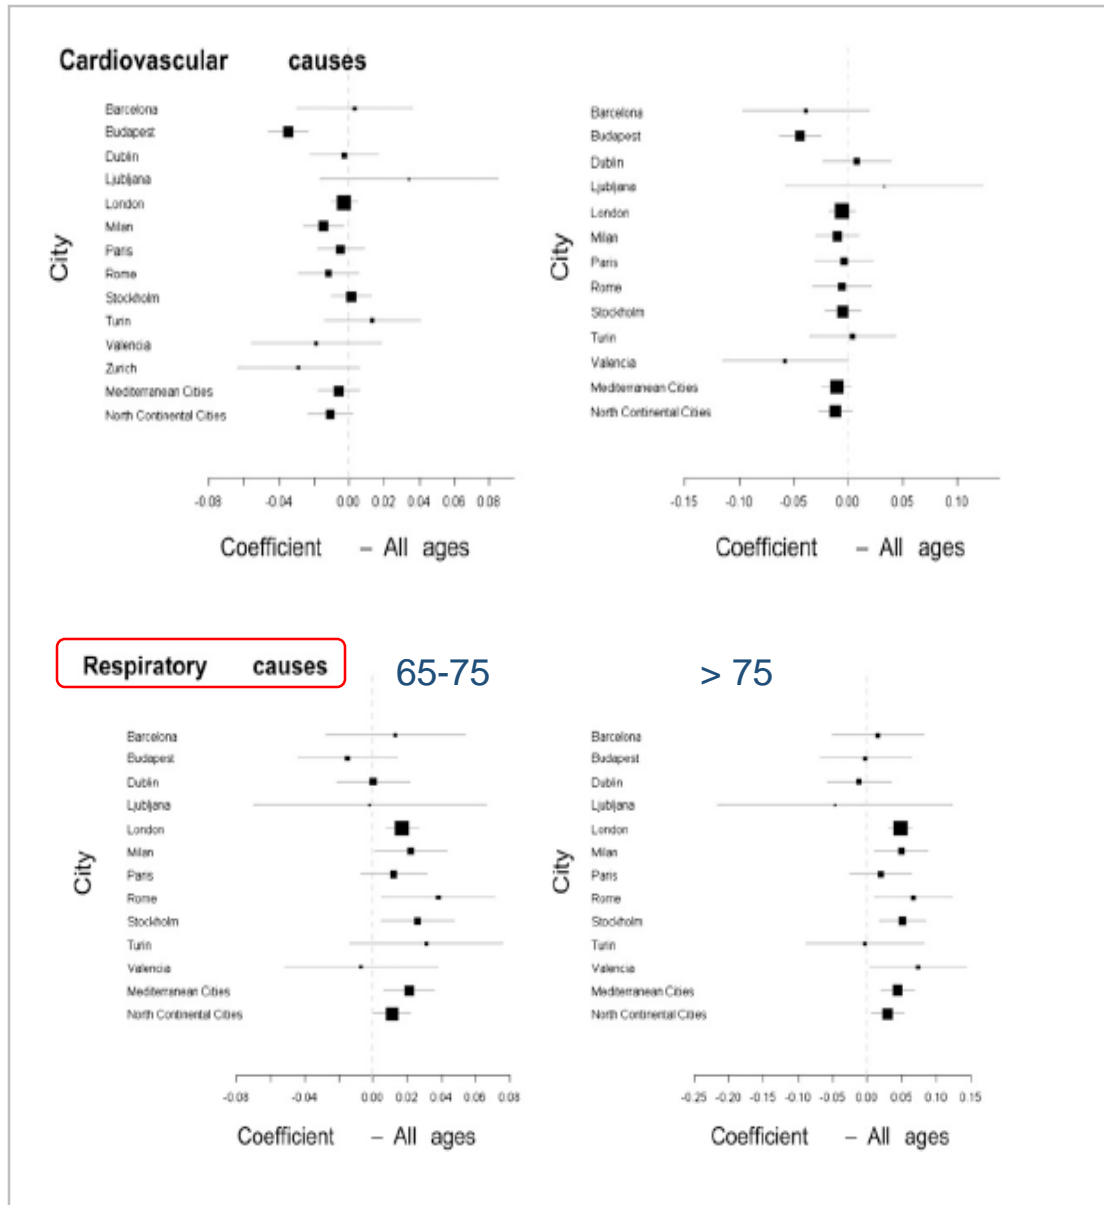 Cardiovascular causes
Barcelona
Budapest
Dublin
Ljubljana
London
Milan
Paris
Rome
Stockholm
Turin
Valencia
Zurich
Mediterranean Cities
North Continental Cities
City
-0.08 -0.04 0.00 0.02 0.04 0.06 0.08
Coefficient – All ages
Barcelona
Budapest
Dublin
Ljubljana
London
Milan
Paris
Rome
Stockholm
Turin
Valencia
Mediterranean Cities
North Continental Cities
City
-0.15 -0.10 -0.05 0.00 0.05 0.10
Coefficient – All ages
Respiratory causes
65-75
Barcelona
Budapest
Dublin
Ljubljana
London
Milan
Paris
Rome
Stockholm
Turin
Valencia
Mediterranean Cities
North Continental Cities
City
-0.08 -0.04 0.00 0.02 0.04 0.06 0.08
Coefficient – All ages
> 75
Barcelona
Budapest
Dublin
Ljubljana
London
Milan
Paris
Rome
Stockholm
Turin
Valencia
Mediterranean Cities
North Continental Cities
City
-0.25 -0.20 -0.15 -0.10 -0.05 0.00 0.05 0.10 0.15
Coefficient – All ages